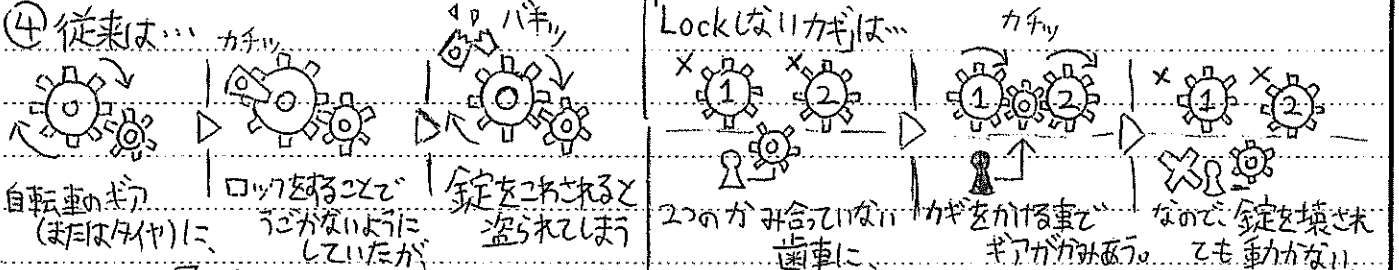 ④ 従来は…
カチッ
バキッ
自転車のギア
(またはタイヤ)に、
ロックをすることで
うごかないように
していたが、
錠をこわされると
盗られてしまう
「Lockしないカギ」は…
カチッ
1
2
1
2
1
2
2つのかみ合っていない
歯車に、
カギをかける事で
ギアがかみあう。
なので、錠を壊され
ても動かない